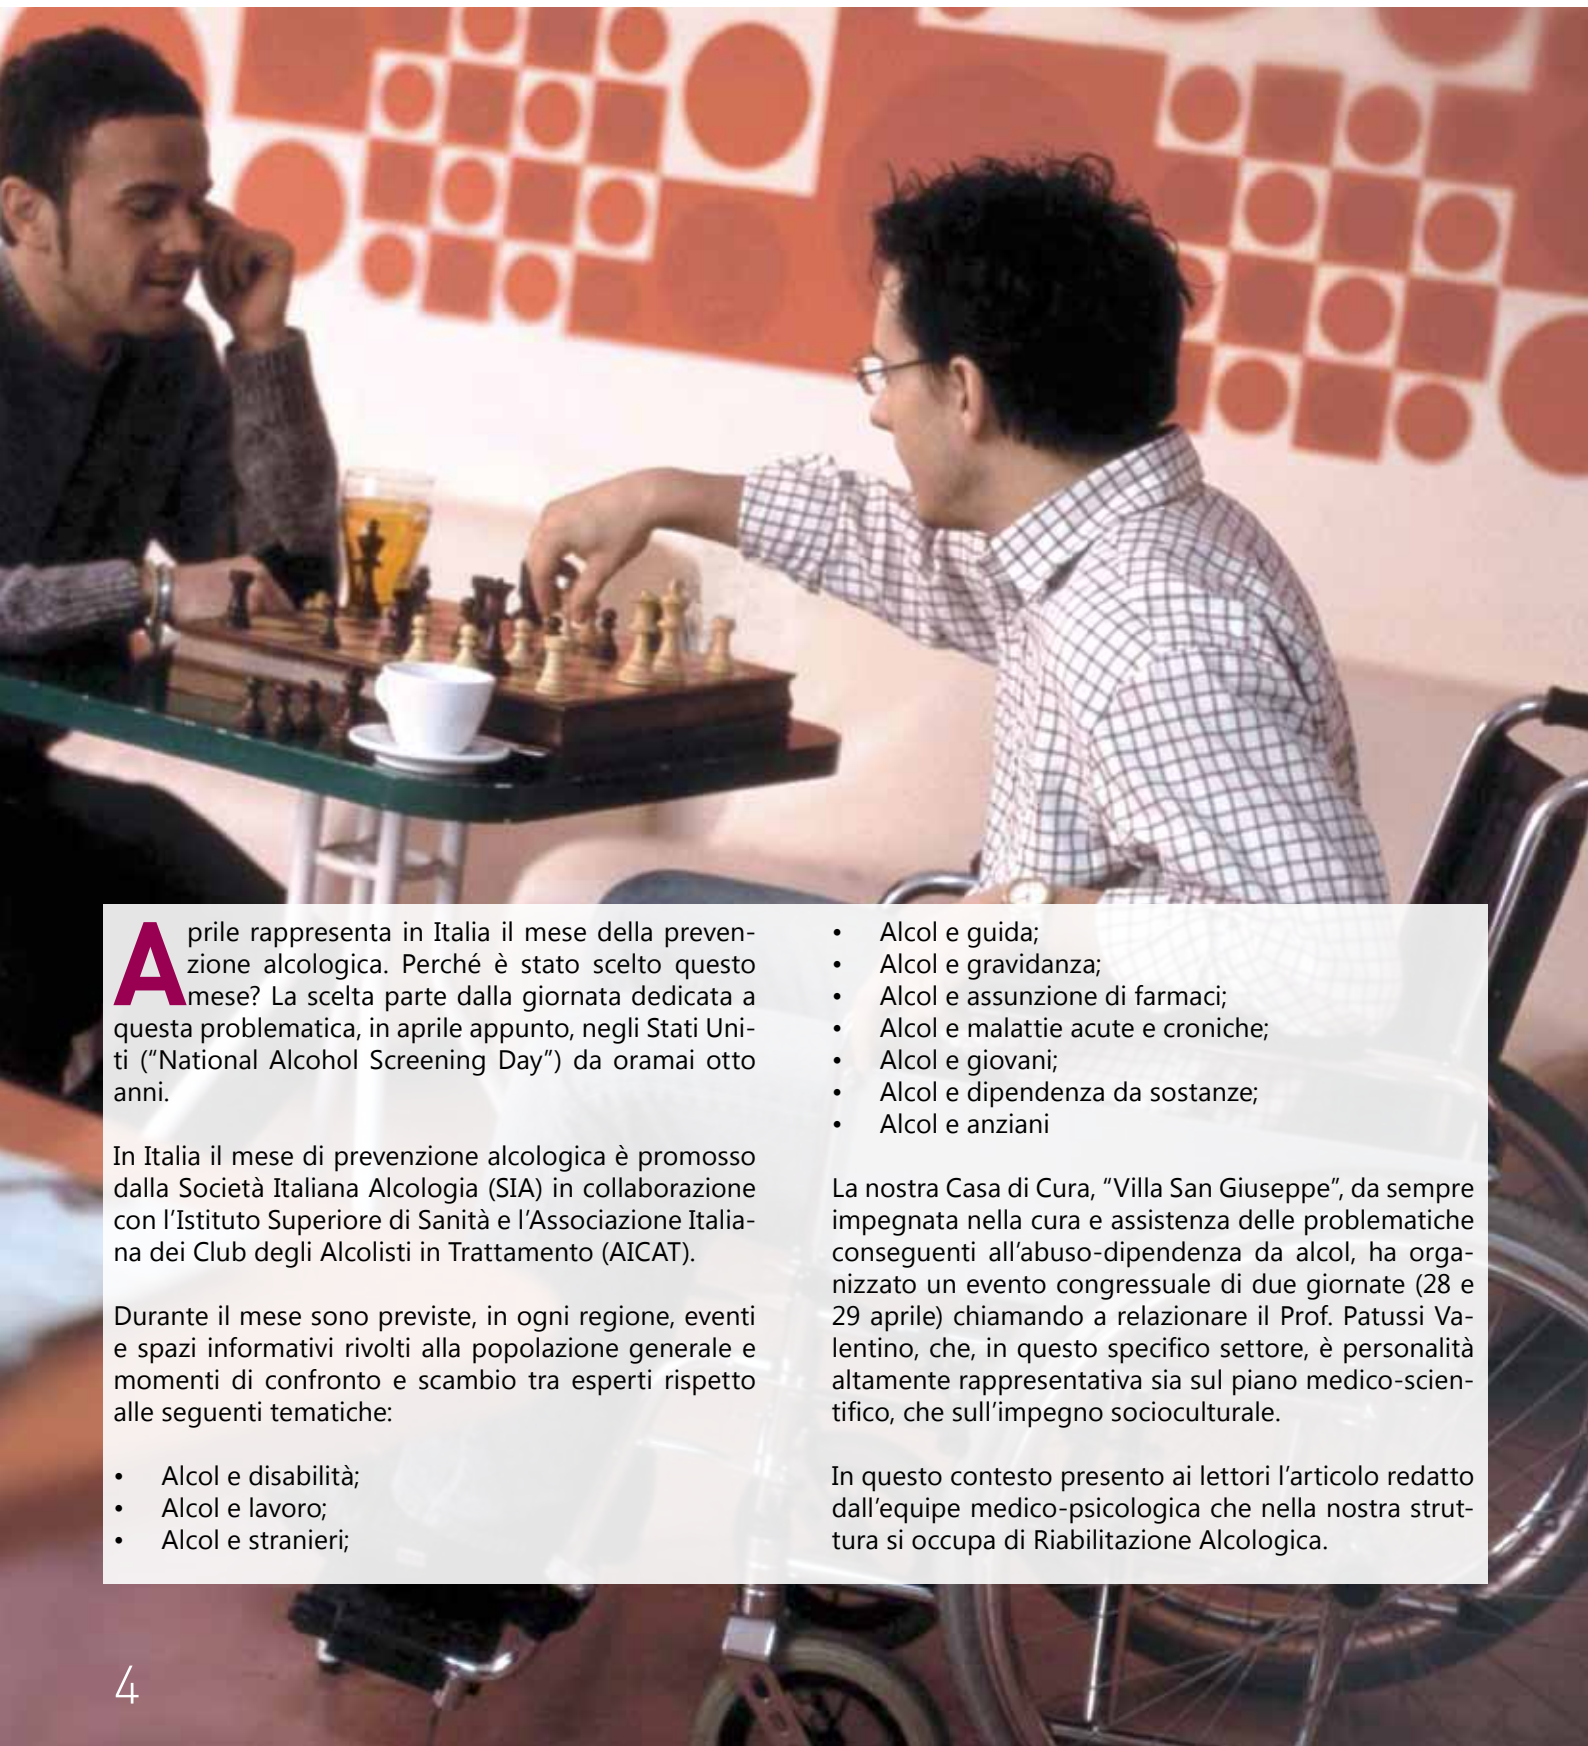 Aprile rappresenta in Italia il mese della preven-
zione alcologica. Perché è stato scelto questo
mese? La scelta parte dalla giornata dedicata a
questa problematica, in aprile appunto, negli Stati Uni-
ti (“National Alcohol Screening Day”) da oramai otto
anni.
In Italia il mese di prevenzione alcologica è promosso
dalla Società Italiana Alcologia (SIA) in collaborazione
con l’Istituto Superiore di Sanità e l’Associazione Italia-
na dei Club degli Alcolisti in Trattamento (AICAT).
Durante il mese sono previste, in ogni regione, eventi
e spazi informativi rivolti alla popolazione generale e
momenti di confronto e scambio tra esperti rispetto
alle seguenti tematiche:
• Alcol e disabilità;
• Alcol e lavoro;
• Alcol e stranieri;
• Alcol e guida;
• Alcol e gravidanza;
• Alcol e assunzione di farmaci;
• Alcol e malattie acute e croniche;
• Alcol e giovani;
• Alcol e dipendenza da sostanze;
• Alcol e anziani
La nostra Casa di Cura, “Villa San Giuseppe”, da sempre
impegnata nella cura e assistenza delle problematiche
conseguenti all’abuso-dipendenza da alcol, ha orga-
nizzato un evento congressuale di due giornate (28 e
29 aprile) chiamando a relazionare il Prof. Patussi Va-
lentino, che, in questo specifico settore, è personalità
altamente rappresentativa sia sul piano medico-scien-
tifico, che sull’impegno socioculturale.
In questo contesto presento ai lettori l’articolo redatto
dall’equipe medico-psicologica che nella nostra strut-
tura si occupa di Riabilitazione Alcologica.
4